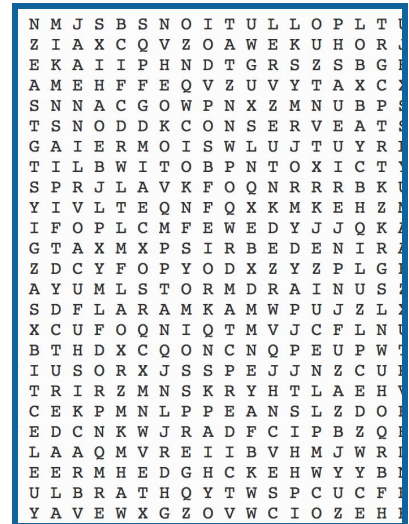 N M J S B S N O I T U L L O P L T
Z I A X C Q V Z O A W E K U H O R
E K A I I P H N D T G R S Z S B G
A M E H F F E Q V Z U V Y T A X C
S N N A C G O W P N X Z M N U B P
T S N O D D K C O N S E R V E A T
G A I E R M O I S W L U J T U Y R
T I L B W I T O B P N T O X I C T
S P R J L A V K F O Q N R R R B K
Y I V L T E Q N F Q X K M K E H Z
I F O P L C M F E W E D Y J J Q K
G T A X M X P S I R B E D E N I R
Z D C Y F O P Y O D X Z Y Z P L G
A Y U M L S T O R M D R A I N U S
S D F L A R A M K A M W P U J Z L
X C U F O Q N I Q T M V J C F L N
B T H D X C Q O N C N Q P E U P W
I U S O R X J S S P E J J N Z C U
T R I R Z M N S K R Y H T L A E H
C E K P M N L P P E A N S L Z D O
E D C N K W J R A D F C I P B Z Q
L A A Q M V R E I I B V H M J W R
E E R M H E D G H C K E H W Y Y B
U L B R A T H Q Y T W S P C U C F
Y A V E W X G Z O V W C I O Z E H